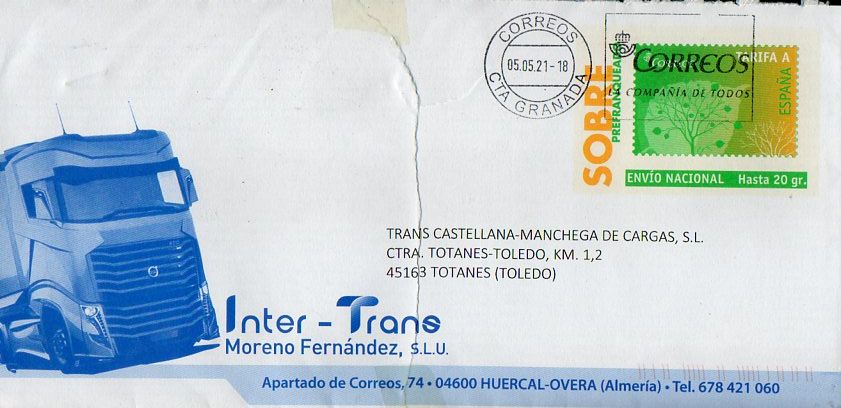 CORREOS
05.05.21-18
CTA GRANADA
CORREOS
LA COMPAÑIA DE TODOS
SOBRE
PREFRANQUEADO
Correos
TARIFA A
ESPAÑA
ENVÍO NACIONAL Hasta 20 gr.
TRANS CASTELLANA-MANCHEGA DE CARGAS, S.L.
CTRA. TOTANES-TOLEDO, KM. 1,2
45163 TOTANES (TOLEDO)
Inter - Trans
Moreno Fernández, S.L.U.
Apartado de Correos, 74 • 04600 HUERCAL-OVERA (Almería) • Tel. 678 421 060